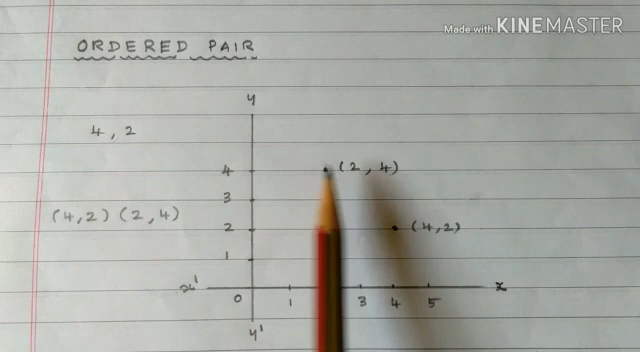 Made with KINEMASTER
ORDERED PAIR
y
4, 2
4 (2, 4)
3
(4,2) (2,4)
2 (4,2)
1
x' x
0 1 3 4 5
y'